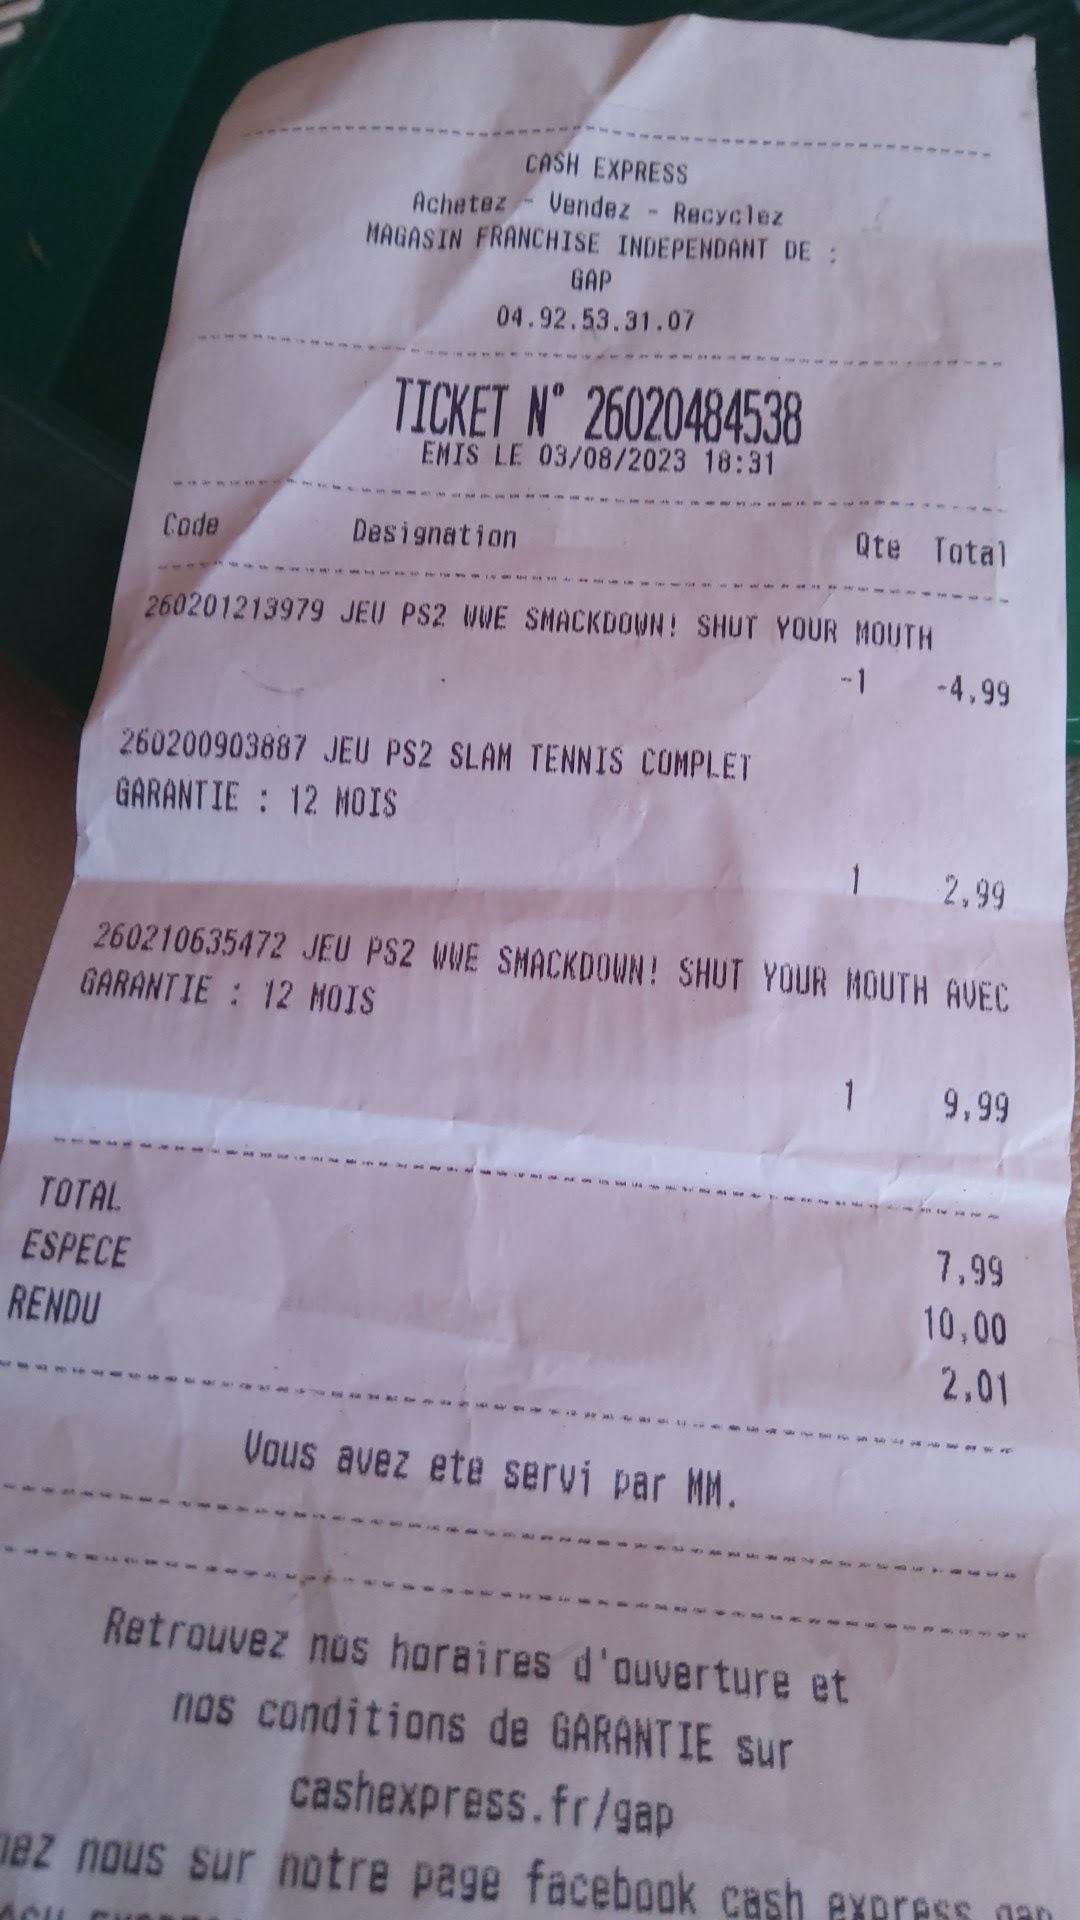 CASH EXPRESS
Achetez - Vendez - Recyclez
MAGASIN FRANCHISE INDEPENDANT DE :
GAP
04.92.53.31.07
TICKET N° 26020484538
EMIS LE 03/08/2023 18:31
Code Designation Qte Total
260201213979 JEU PS2 WWE SMACKDOWN! SHUT YOUR MOUTH
-1 -4,99
260200903887 JEU PS2 SLAM TENNIS COMPLET
GARANTIE : 12 MOIS
1 2,99
260210635472 JEU PS2 WWE SMACKDOWN! SHUT YOUR MOUTH AVEC
GARANTIE : 12 MOIS
1 9,99
TOTAL 7,99
ESPECE 10,00
RENDU 2,01
Vous avez ete servi par MM.
Retrouvez nos horaires d'ouverture et
nos conditions de GARANTIE sur
cashexpress.fr/gap
nous sur notre page facebook cash express gap